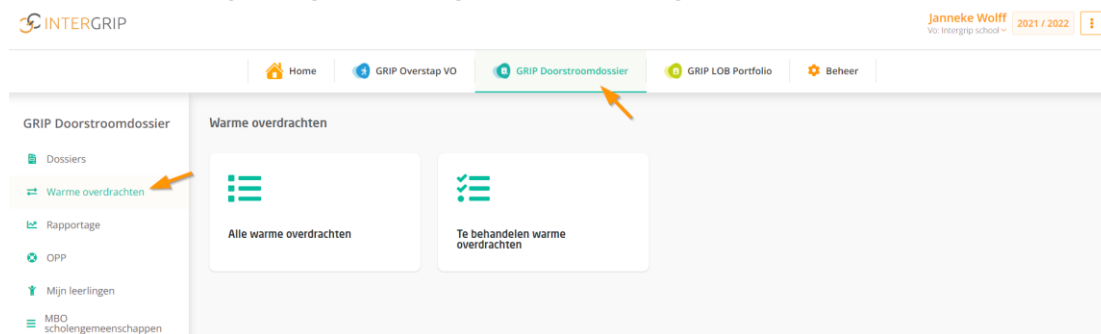 INTERGRIP
Janneke Wolff
Vo: Intergrip school
2021 / 2022
Home
GRIP Overstap VO
GRIP Doorstroomdossier
GRIP LOB Portfolio
Beheer
GRIP Doorstroomdossier
Dossiers
Warme overdrachten
Rapportage
OPP
Mijn leerlingen
MBO
scholengemeenschappen
Warme overdrachten
Alle warme overdrachten
Te behandelen warme
overdrachten